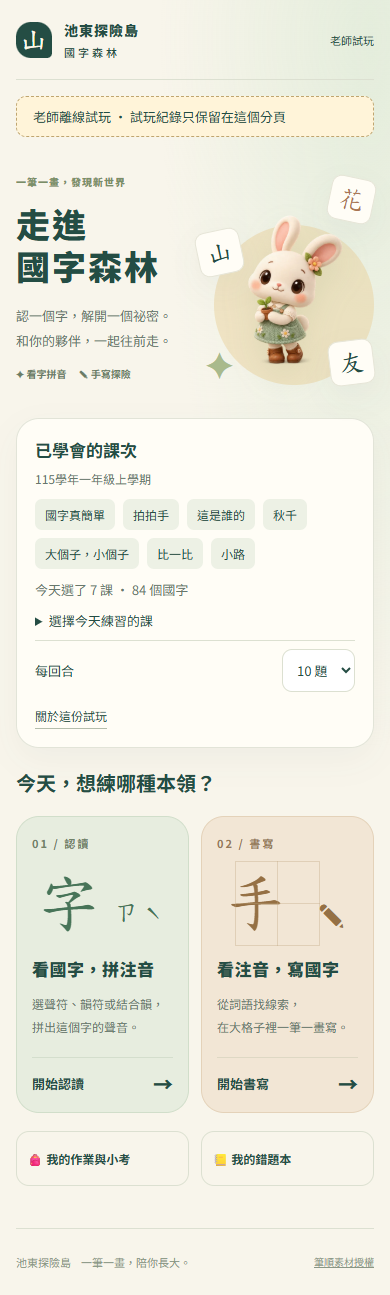 山
池東探險島
國字森林
老師試玩
老師離線試玩 · 試玩紀錄只保留在這個分頁
一筆一畫，發現新世界
走進
國字森林
認一個字，解開一個祕密。
和你的夥伴，一起往前走。
看字拼音 手寫探險
花
山
友
已學會的課次
115學年一年級上學期
國字真簡單 拍拍手 這是誰的 秋千
大個子，小個子 比一比 小路
今天選了 7 課 · 84 個國字
選擇今天練習的課
每回合 10 題
關於這份試玩
今天，想練哪種本領？
01 / 認讀
字 ㄗˋ
看國字，拼注音
選聲符、韻符或結合韻，
拼出這個字的聲音。
開始認讀 →
02 / 書寫
手
看注音，寫國字
從詞語找線索，
在大格子裡一筆一畫寫。
開始書寫 →
我的作業與小考
我的錯題本
池東探險島 一筆一畫，陪你長大。
筆順素材授權